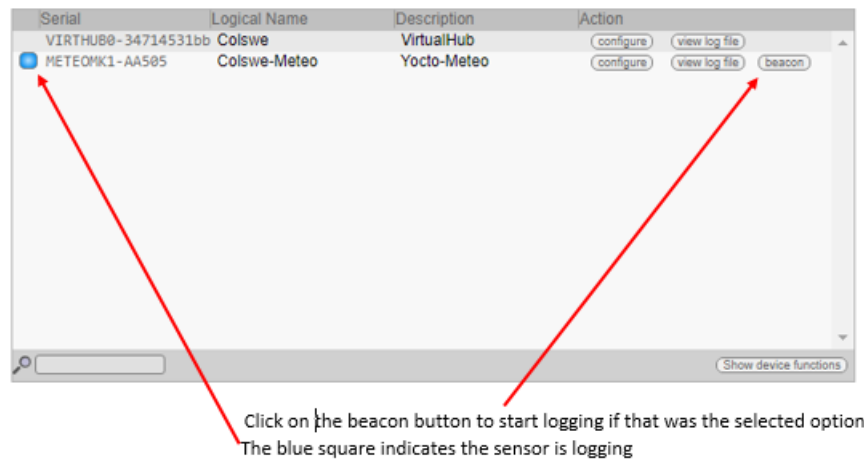 Serial Logical Name Description Action
VIRTHUB0-34714531bb Colswe VirtualHub configure view log file
METEOMK1-AA505 Colswe-Meteo Yocto-Meteo configure view log file beacon
Show device functions
Click on the beacon button to start logging if that was the selected option
The blue square indicates the sensor is logging